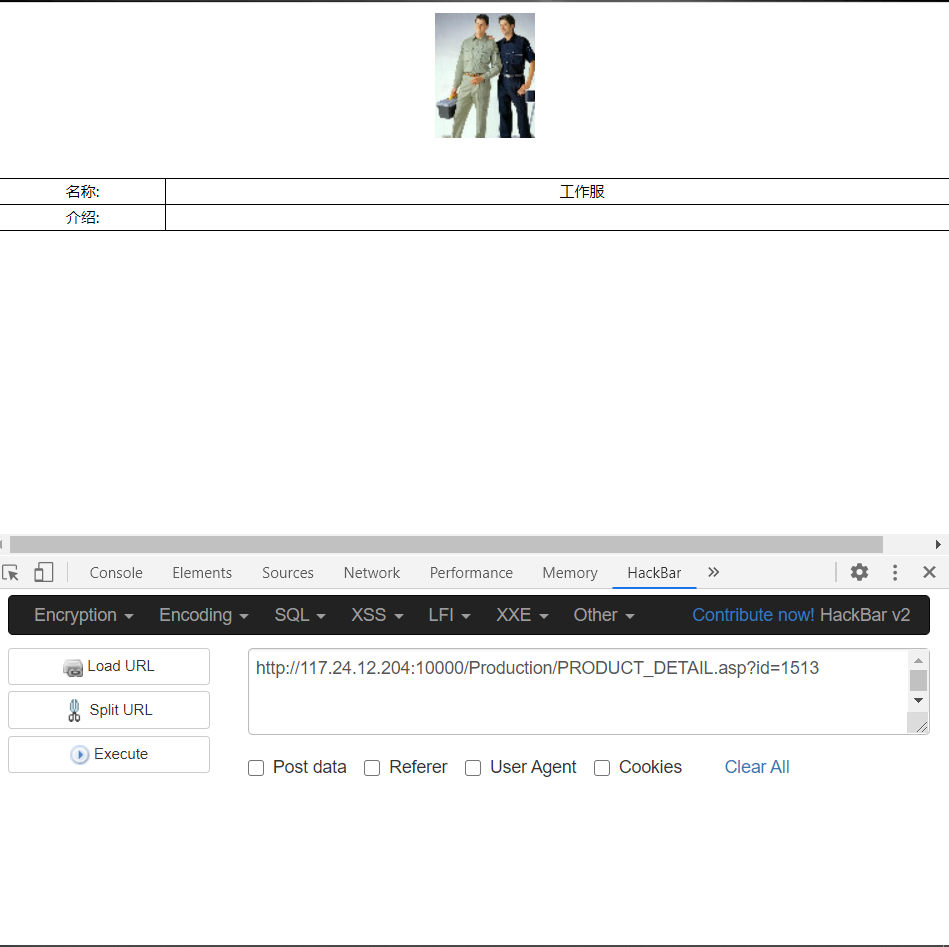 名称: 工作服
介绍:
Console Elements Sources Network Performance Memory HackBar »
Encryption Encoding SQL XSS LFI XXE Other Contribute now! HackBar v2
Load URL http://117.24.12.204:10000/Production/PRODUCT_DETAIL.asp?id=1513
Split URL
Execute
Post data Referer User Agent Cookies Clear All